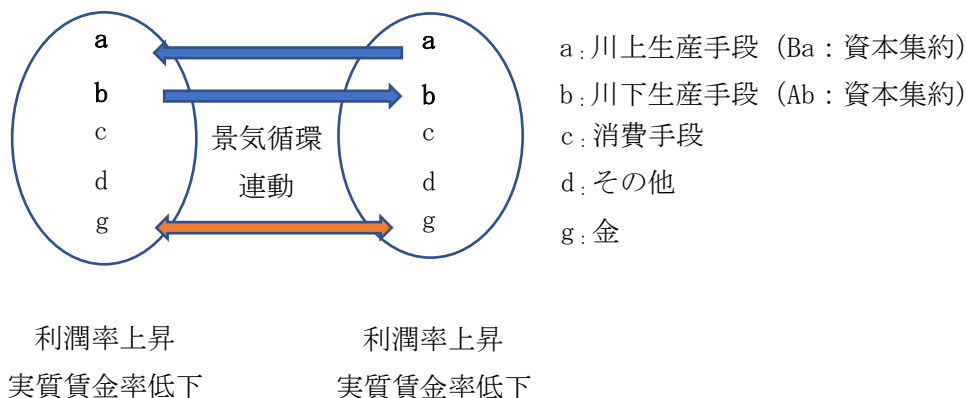 a
b
c
d
g
景気循環
連動
a
b
c
d
g
a:川上生産手段 (Ba:資本集約)
b:川下生産手段 (Ab:資本集約)
c:消費手段
d:その他
g:金
利潤率上昇
実質賃金率低下
利潤率上昇
実質賃金率低下